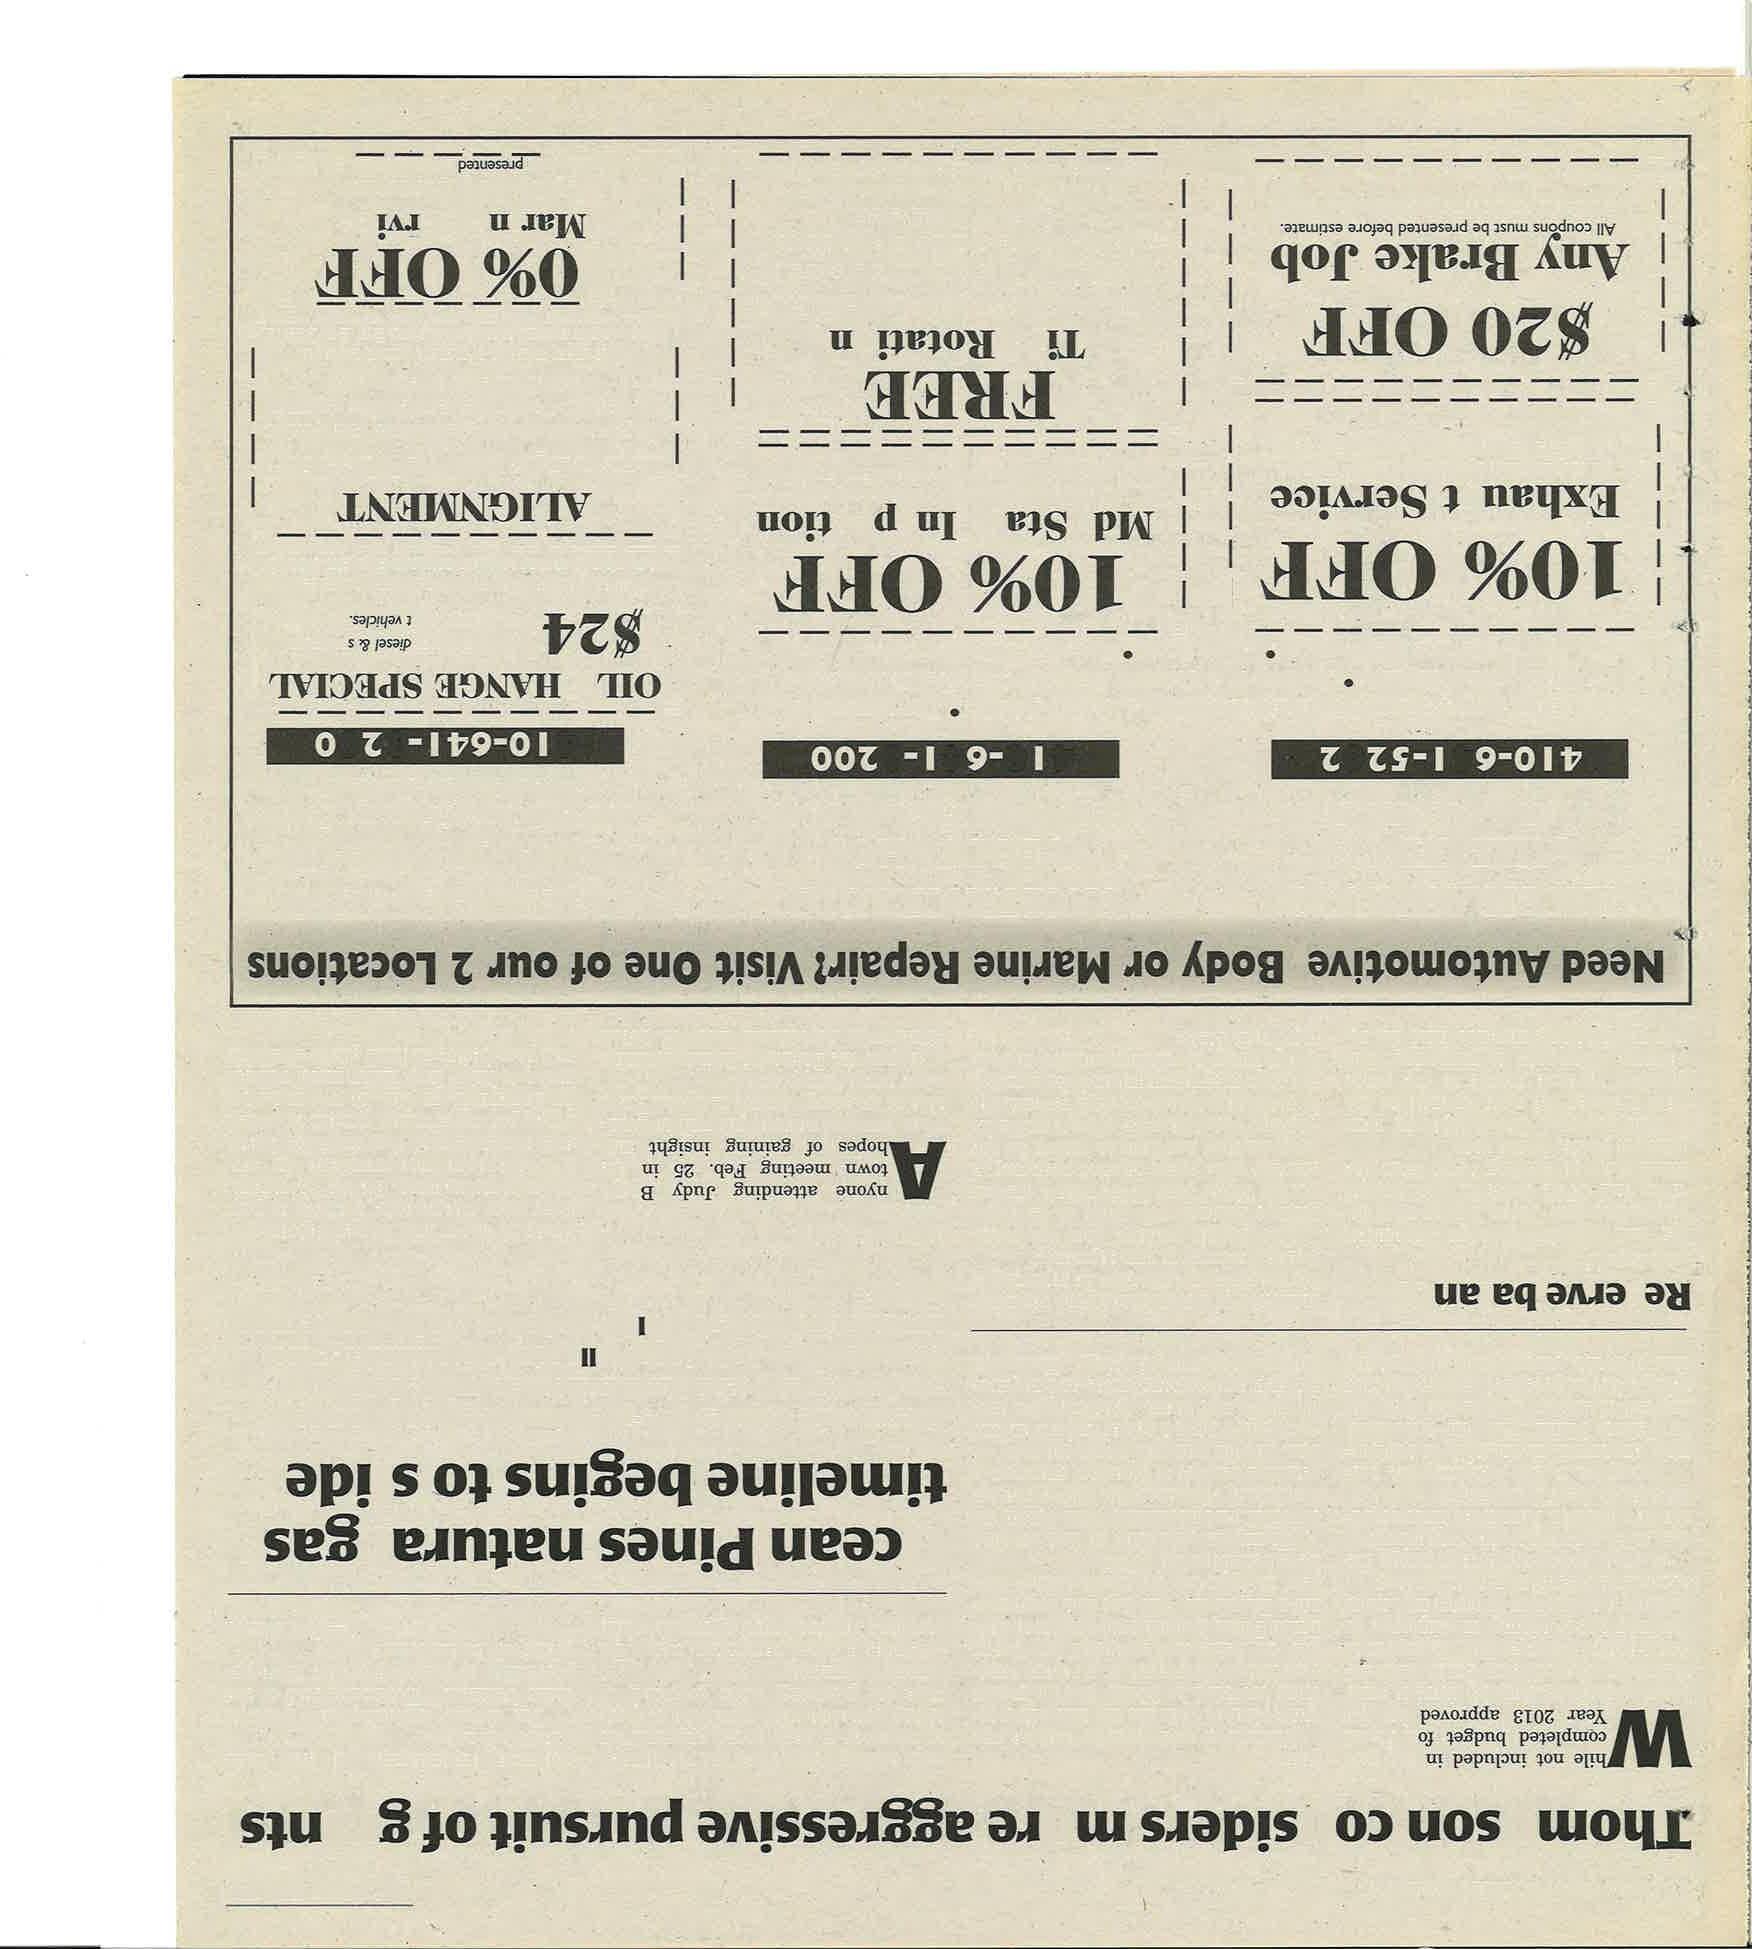 Thom son co siders m re aggressive pursuit of g nts
While not included in
completed budget fo
Year 2013 approved
Re erve ba an
cean Pines natura gas
timeline begins to s ide
II
I
Anyone attending Judy B
town meeting Feb. 25 in
hopes of gaining insight
Need Automotive Body or Marine Repair? Visit One of our 2 Locations
410-6 1-52 2
10% OFF
Exhau t Service
$20 OFF
Any Brake Job
All coupons must be presented before estimate.
1 -6 1- 200
10% OFF
Md Sta In p tion
FREE
Ti Rotati n
10-641- 2 0
OIL HANGE SPECIAL
$24
diesel & s
t vehicles.
ALIGNMENT
0% OFF
Mar n rvi
presented